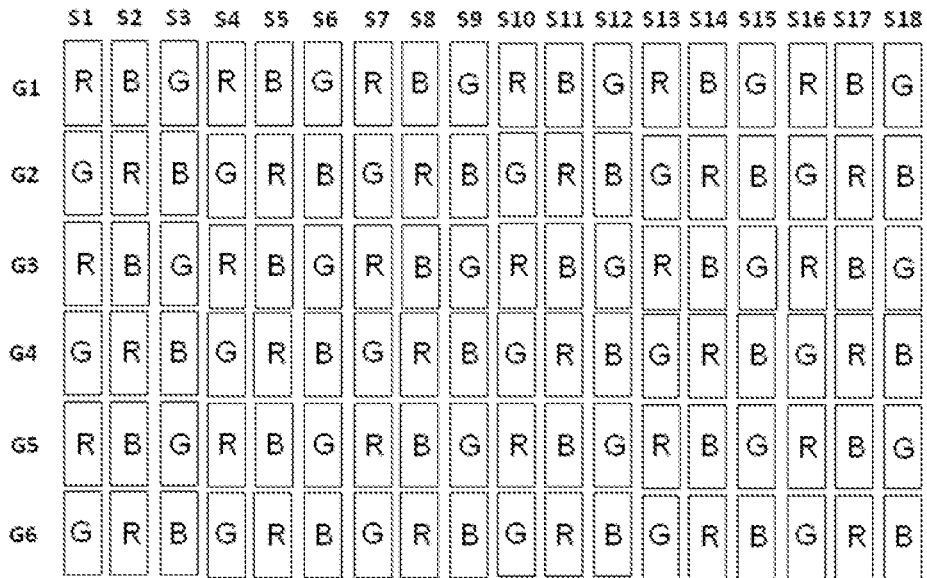 S1 S2 S3 S4 S5 S6 S7 S8 S9 S10 S11 S12 S13 S14 S15 S16 S17 S18
G1 R B G R B G R B G R B G R B G R B G
G2 G R B G R B G R B G R B G R B G R B
G3 R B G R B G R B G R B G R B G R B G
G4 G R B G R B G R B G R B G R B G R B
G5 R B G R B G R B G R B G R B G R B G
G6 G R B G R B G R B G R B G R B G R B